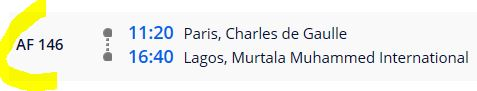 AF 146
11:20 Paris, Charles de Gaulle
16:40 Lagos, Murtala Muhammed International